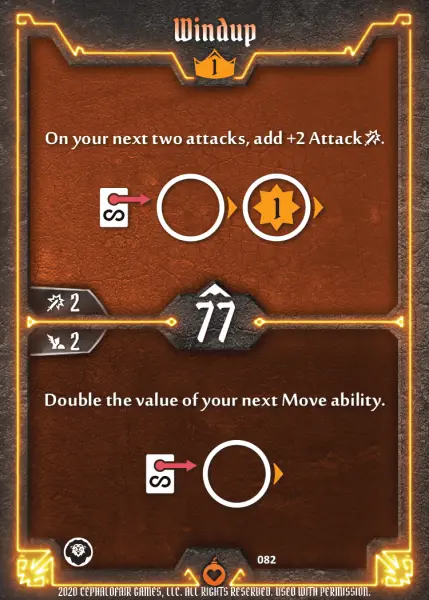 Windup
1
On your next two attacks, add +2 Attack.
1
2
77
2
Double the value of your next Move ability.
082
2020 CEPHALOFAIR GAMES, LLC. ALL RIGHTS RESERVED. USED WITH PERMISSION.